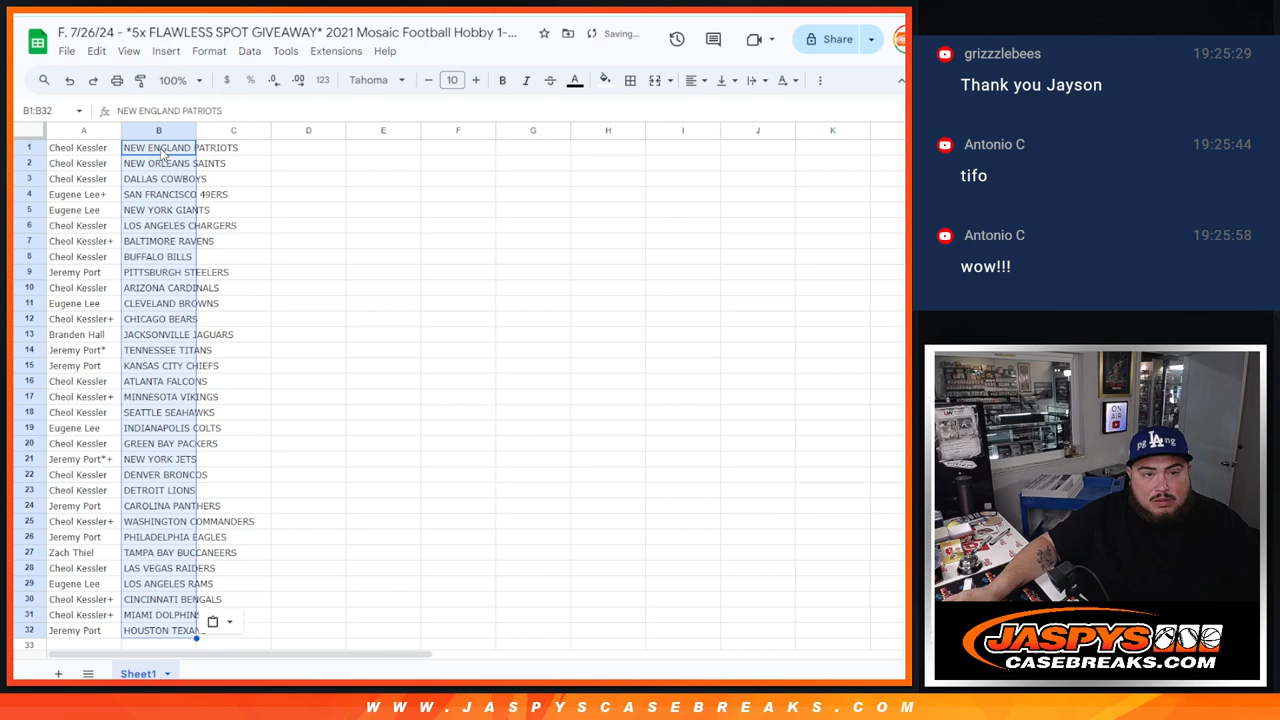 F. 7/26/24 - *5x FLAWLESS SPOT GIVEAWAY* 2021 Mosaic Football Hobby 1-...
Saving...
Share
File Edit View Insert Format Data Tools Extensions Help
100% $ % .0 .00 123 Tahoma 10 B I A
B1:B32 fx NEW ENGLAND PATRIOTS
A B C D E F G H I J K
1 Cheol Kessler NEW ENGLAND PATRIOTS
2 Cheol Kessler NEW ORLEANS SAINTS
3 Cheol Kessler DALLAS COWBOYS
4 Eugene Lee+ SAN FRANCISCO 49ERS
5 Eugene Lee NEW YORK GIANTS
6 Cheol Kessler LOS ANGELES CHARGERS
7 Cheol Kessler+ BALTIMORE RAVENS
8 Cheol Kessler BUFFALO BILLS
9 Jeremy Port PITTSBURGH STEELERS
10 Cheol Kessler ARIZONA CARDINALS
11 Eugene Lee CLEVELAND BROWNS
12 Cheol Kessler+ CHICAGO BEARS
13 Branden Hall JACKSONVILLE JAGUARS
14 Jeremy Port* TENNESSEE TITANS
15 Jeremy Port KANSAS CITY CHIEFS
16 Cheol Kessler ATLANTA FALCONS
17 Cheol Kessler+ MINNESOTA VIKINGS
18 Cheol Kessler SEATTLE SEAHAWKS
19 Eugene Lee INDIANAPOLIS COLTS
20 Cheol Kessler GREEN BAY PACKERS
21 Jeremy Port*+ NEW YORK JETS
22 Cheol Kessler DENVER BRONCOS
23 Cheol Kessler DETROIT LIONS
24 Jeremy Port CAROLINA PANTHERS
25 Cheol Kessler+ WASHINGTON COMMANDERS
26 Jeremy Port PHILADELPHIA EAGLES
27 Zach Thiel TAMPA BAY BUCCANEERS
28 Cheol Kessler LAS VEGAS RAIDERS
29 Eugene Lee LOS ANGELES RAMS
30 Cheol Kessler+ CINCINNATI BENGALS
31 Cheol Kessler+ MIAMI DOLPHINS
32 Jeremy Port HOUSTON TEXANS
33
Sheet1
grizzzlebees 19:25:29
Thank you Jayson
Antonio C 19:25:44
tifo
Antonio C 19:25:58
wow!!!
ON
AIR
pg LA ng
JASPYS
CASEBREAKS.COM
WWW.JASPYSCASEBREAKS.COM